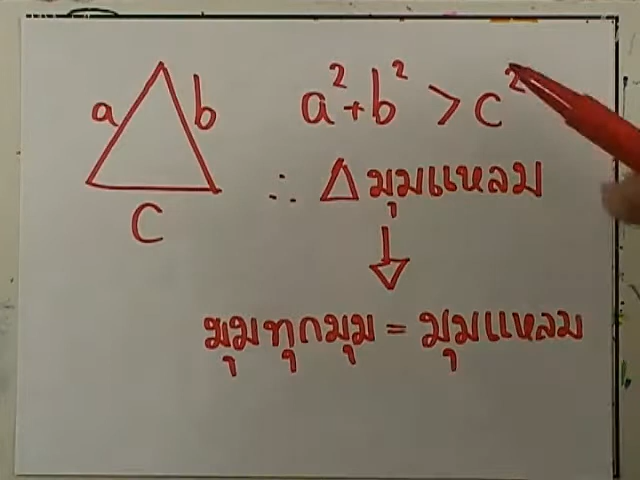 a b
c
a² + b² > c²
∴ Δ มุมแหลม
มุมทุกมุม = มุมแหลม